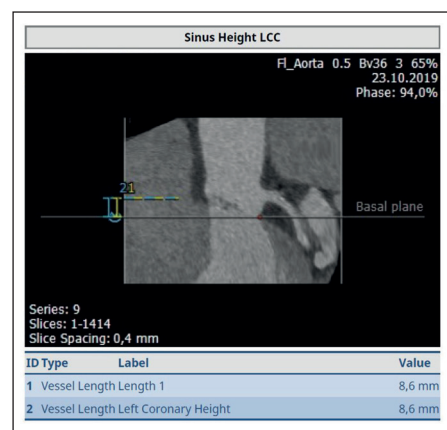 Sinus Height LCC
Fl_Aorta 0.5 Bv36 3 65%
23.10.2019
Phase: 94,0%
21
Basal plane
Series: 9
Slices: 1-1414
Slice Spacing: 0,4 mm
ID Type Label Value
1 Vessel Length Length 1 8,6 mm
2 Vessel Length Left Coronary Height 8,6 mm